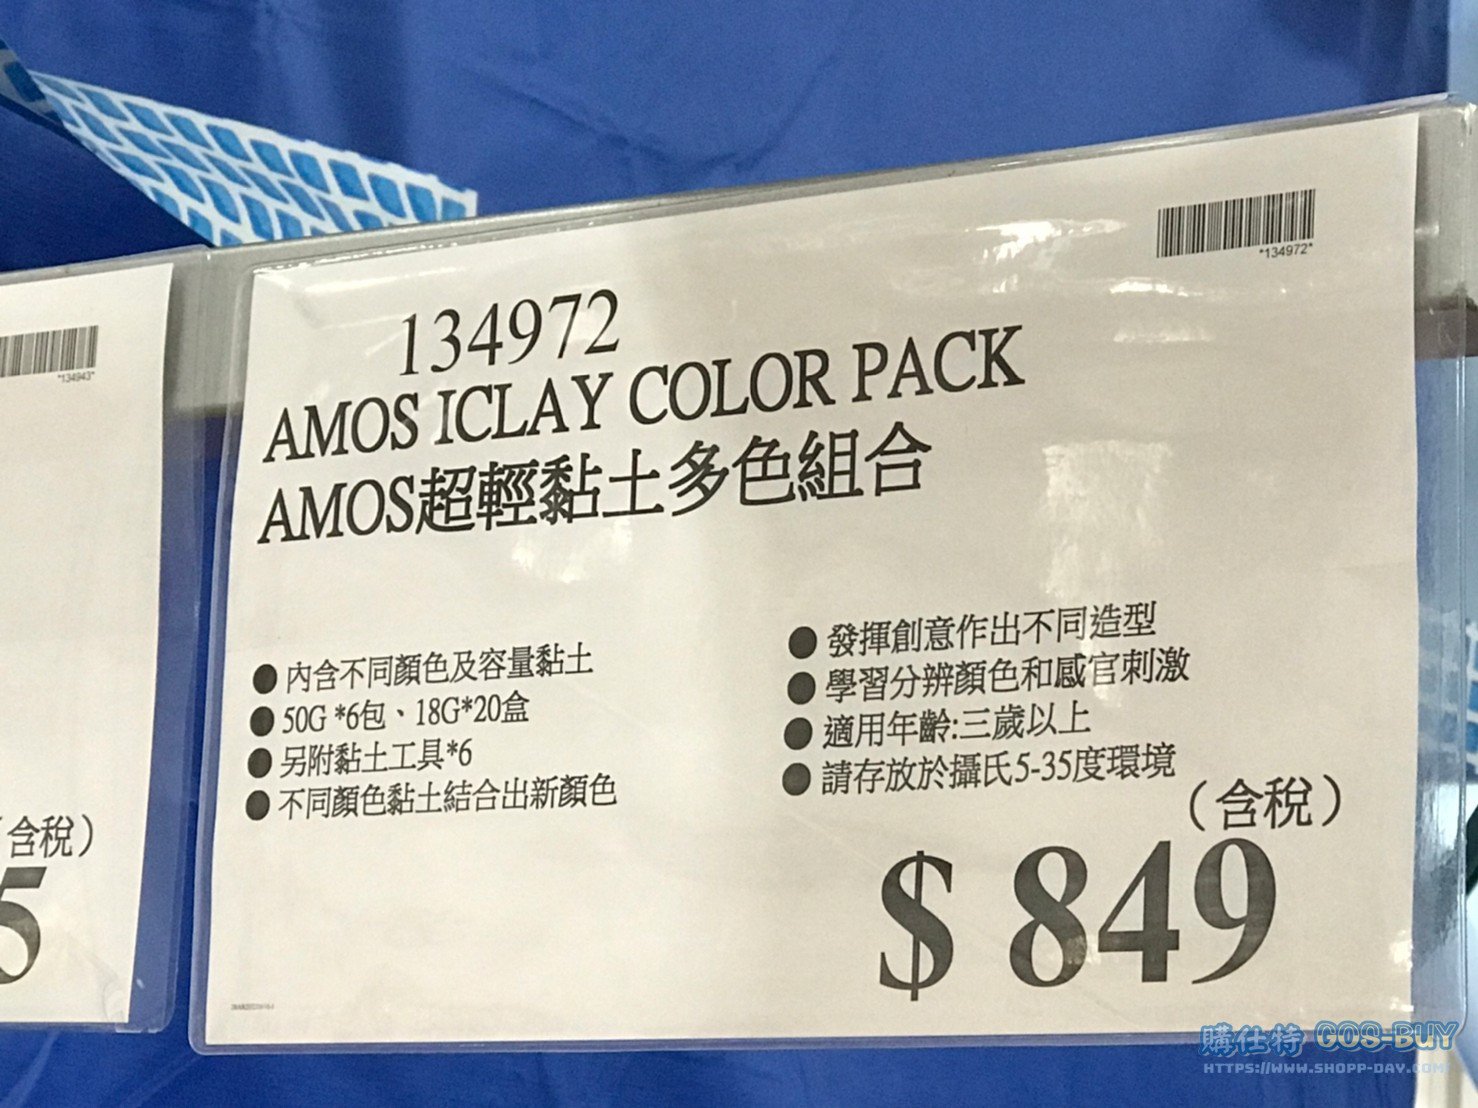 *134972*
134972
AMOS ICLAY COLOR PACK
AMOS超輕黏土多色組合
● 內含不同顏色及容量黏土
● 50G *6包、18G*20盒
● 另附黏土工具*6
● 不同顏色黏土結合出新顏色
● 發揮創意作出不同造型
● 學習分辨顏色和感官刺激
● 適用年齡:三歲以上
● 請存放於攝氏5-35度環境
（含稅）
$ 849
*134943*
（含稅）
5
購仕特 GOS-BUY
HTTPS://WWW.SHOPP-DAY.COM